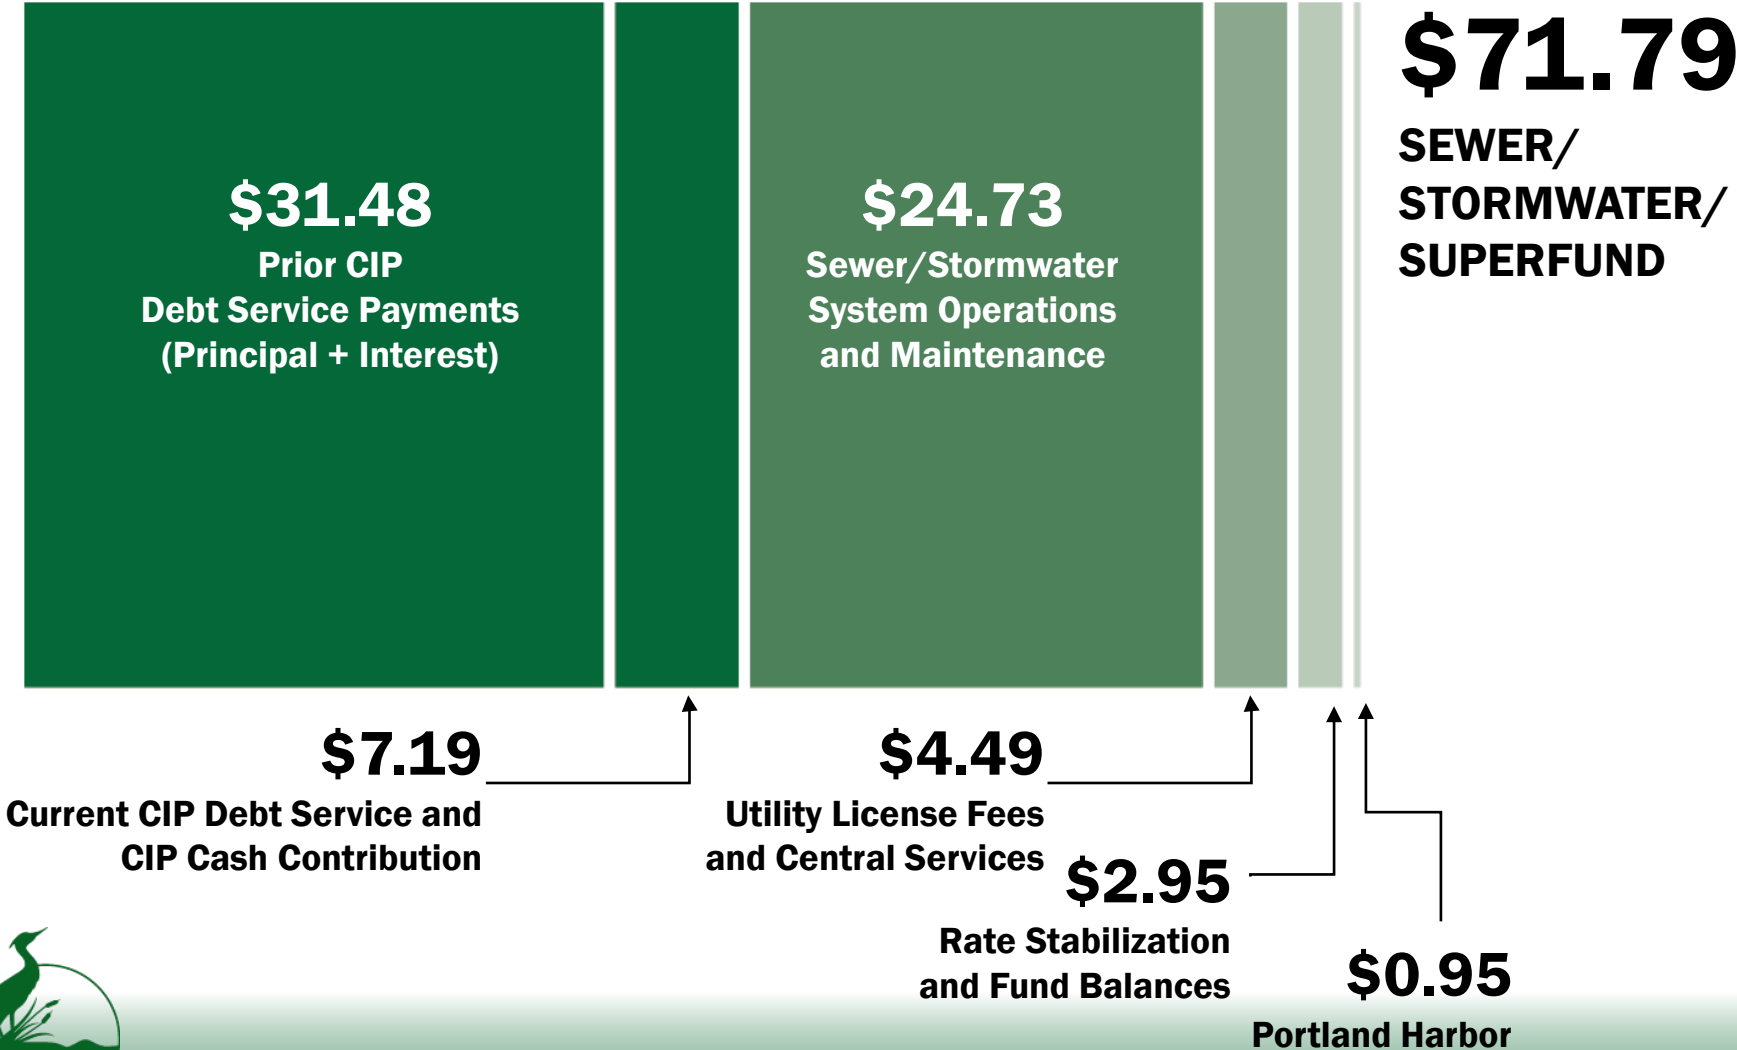 $71.79
SEWER/
STORMWATER/
SUPERFUND
$31.48
Prior CIP
Debt Service Payments
(Principal + Interest)
$24.73
Sewer/Stormwater
System Operations
and Maintenance
$7.19
Current CIP Debt Service and
CIP Cash Contribution
$4.49
Utility License Fees
and Central Services
$2.95
Rate Stabilization
and Fund Balances
$0.95
Portland Harbor